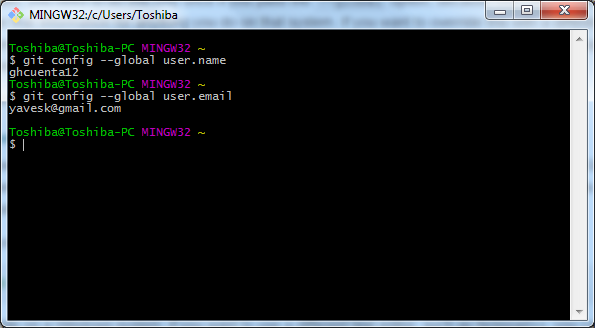 MINGW32:/c/Users/Toshiba
Toshiba@Toshiba-PC MINGW32 ~
$ git config --global user.name
ghcuenta12
Toshiba@Toshiba-PC MINGW32 ~
$ git config --global user.email
yavesk@gmail.com
Toshiba@Toshiba-PC MINGW32 ~
$